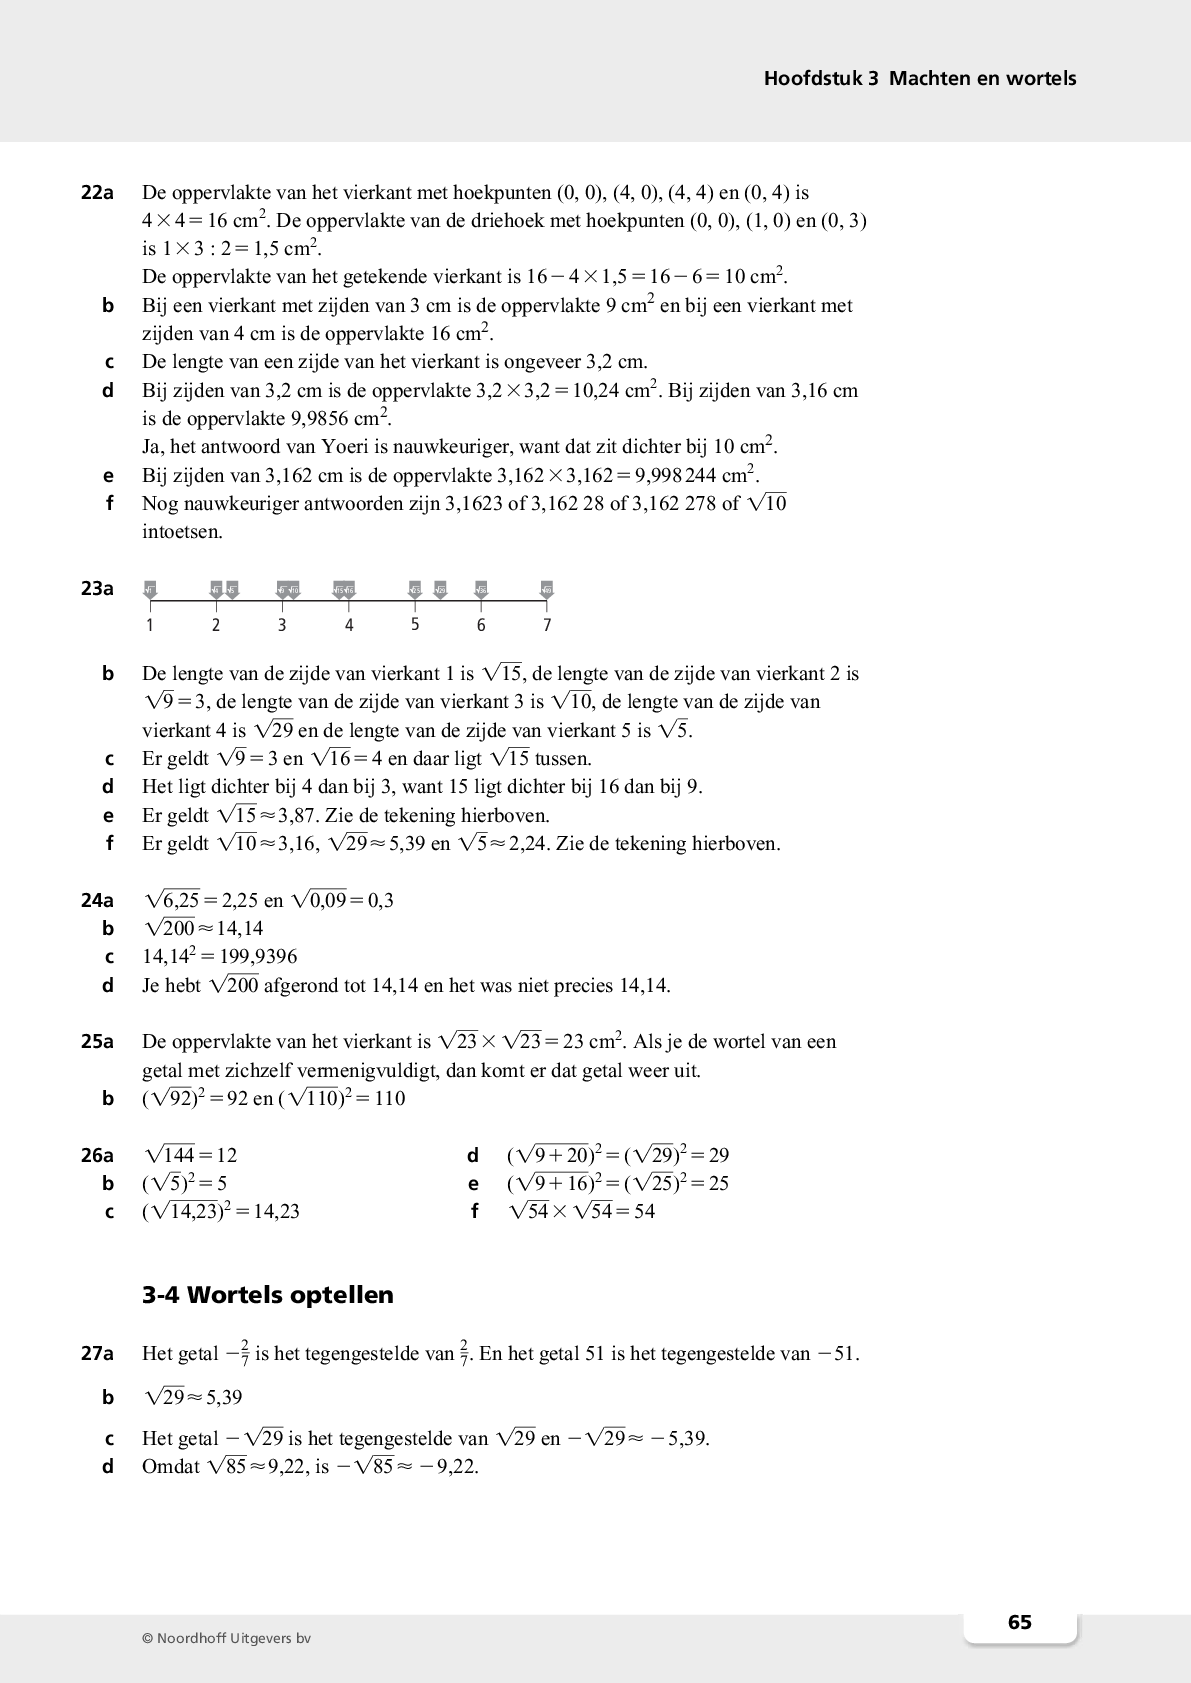 Hoofdstuk 3 Machten en wortels
22a De oppervlakte van het vierkant met hoekpunten (0, 0), (4, 0), (4, 4) en (0, 4) is
4 × 4 = 16 cm². De oppervlakte van de driehoek met hoekpunten (0, 0), (1, 0) en (0, 3)
is 1 × 3 : 2 = 1,5 cm².
De oppervlakte van het getekende vierkant is 16 − 4 × 1,5 = 16 − 6 = 10 cm².
b Bij een vierkant met zijden van 3 cm is de oppervlakte 9 cm² en bij een vierkant met
zijden van 4 cm is de oppervlakte 16 cm².
c De lengte van een zijde van het vierkant is ongeveer 3,2 cm.
d Bij zijden van 3,2 cm is de oppervlakte 3,2 × 3,2 = 10,24 cm². Bij zijden van 3,16 cm
is de oppervlakte 9,9856 cm².
Ja, het antwoord van Yoeri is nauwkeuriger, want dat zit dichter bij 10 cm².
e Bij zijden van 3,162 cm is de oppervlakte 3,162 × 3,162 = 9,998 244 cm².
f Nog nauwkeuriger antwoorden zijn 3,1623 of 3,162 28 of 3,162 278 of √10
intoetsen.
23a
√1 √4 √5 √9 √10 √15 √16 √25 √29 √36 √49
1 2 3 4 5 6 7
b De lengte van de zijde van vierkant 1 is √15, de lengte van de zijde van vierkant 2 is
√9 = 3, de lengte van de zijde van vierkant 3 is √10, de lengte van de zijde van
vierkant 4 is √29 en de lengte van de zijde van vierkant 5 is √5.
c Er geldt √9 = 3 en √16 = 4 en daar ligt √15 tussen.
d Het ligt dichter bij 4 dan bij 3, want 15 ligt dichter bij 16 dan bij 9.
e Er geldt √15 ≈ 3,87. Zie de tekening hierboven.
f Er geldt √10 ≈ 3,16, √29 ≈ 5,39 en √5 ≈ 2,24. Zie de tekening hierboven.
24a √6,25 = 2,25 en √0,09 = 0,3
b √200 ≈ 14,14
c 14,14² = 199,9396
d Je hebt √200 afgerond tot 14,14 en het was niet precies 14,14.
25a De oppervlakte van het vierkant is √23 × √23 = 23 cm². Als je de wortel van een
getal met zichzelf vermenigvuldigt, dan komt er dat getal weer uit.
b (√92)² = 92 en (√110)² = 110
26a √144 = 12 d (√9 + 20)² = (√29)² = 29
b (√5)² = 5 e (√9 + 16)² = (√25)² = 25
c (√14,23)² = 14,23 f √54 × √54 = 54
3-4 Wortels optellen
27a Het getal −2/7 is het tegengestelde van 2/7. En het getal 51 is het tegengestelde van −51.
b √29 ≈ 5,39
c Het getal −√29 is het tegengestelde van √29 en −√29 ≈ −5,39.
d Omdat √85 ≈ 9,22, is −√85 ≈ −9,22.
© Noordhoff Uitgevers bv
65